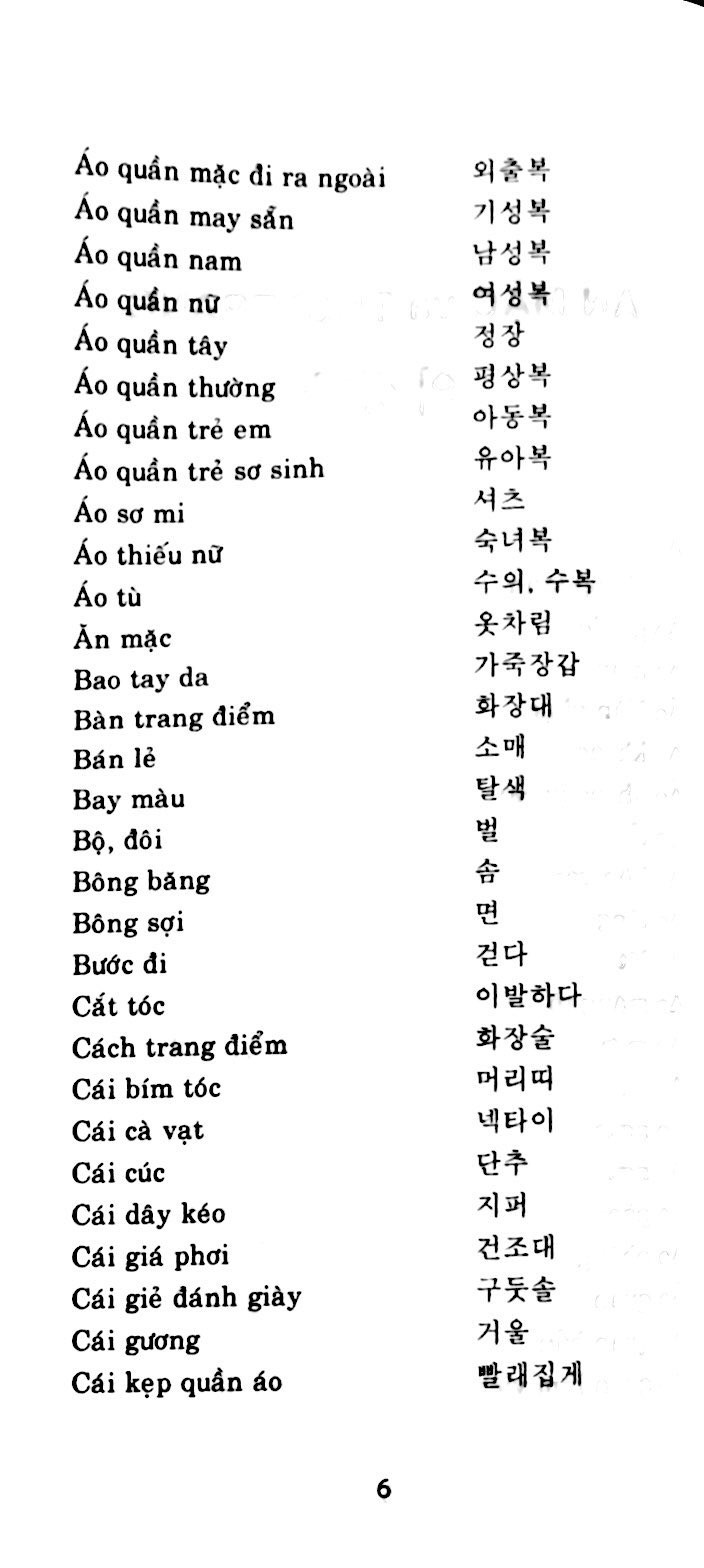 Áo quần mặc đi ra ngoài 외출복
Áo quần may sẵn 기성복
Áo quần nam 남성복
Áo quần nữ 여성복
Áo quần tây 정장
Áo quần thường 평상복
Áo quần trẻ em 아동복
Áo quần trẻ sơ sinh 유아복
Áo sơ mi 셔츠
Áo thiếu nữ 숙녀복
Áo tù 수의, 수복
Ăn mặc 옷차림
Bao tay da 가죽장갑
Bàn trang điểm 화장대
Bán lẻ 소매
Bay màu 탈색
Bộ, đôi 벌
Bông băng 솜
Bông sợi 면
Bước đi 걷다
Cắt tóc 이발하다
Cách trang điểm 화장술
Cái bím tóc 머리띠
Cái cà vạt 넥타이
Cái cúc 단추
Cái dây kéo 지퍼
Cái giá phơi 건조대
Cái giẻ đánh giày 구둣솔
Cái gương 거울
Cái kẹp quần áo 빨래집게
6